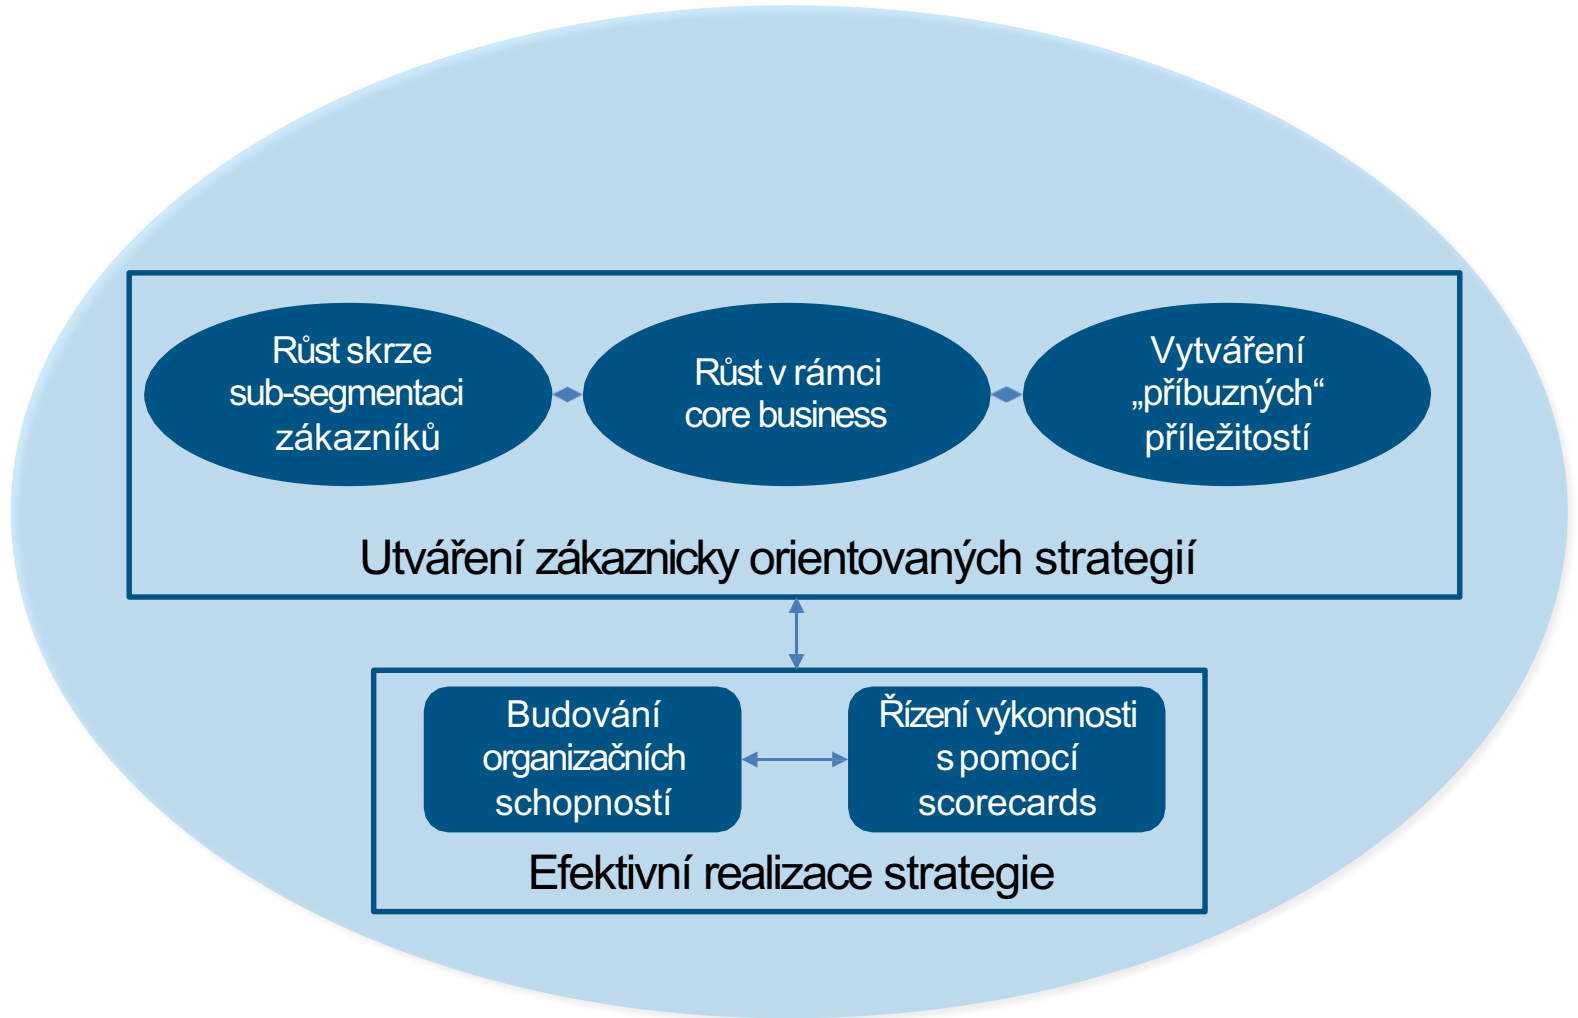 Růst skrze
sub-segmentaci
zákazníků
Růst v rámci
core business
Vytváření
„příbuzných“
příležitostí
Utváření zákaznicky orientovaných strategií
Budování
organizačních
schopností
Řízení výkonnosti
s pomocí
scorecards
Efektivní realizace strategie